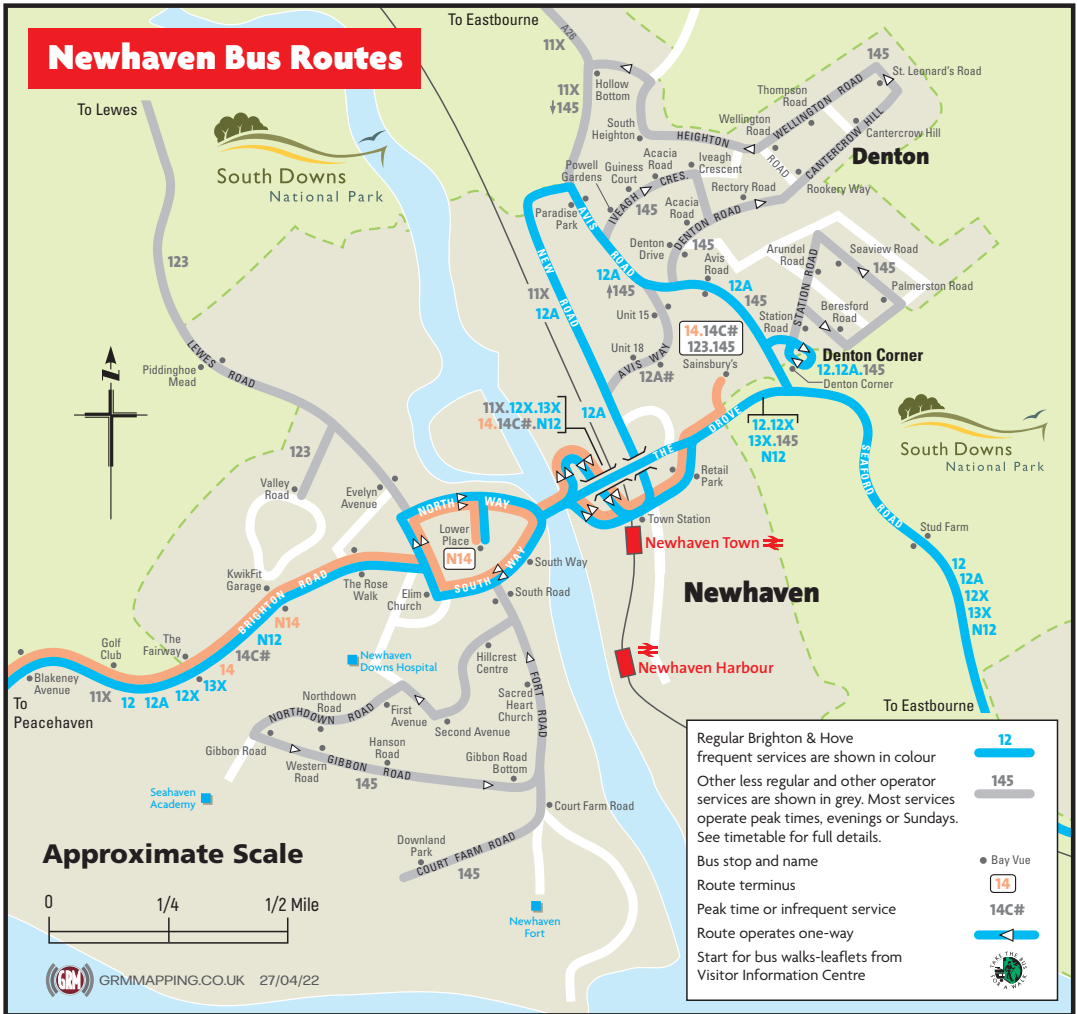 Newhaven Bus Routes
To Eastbourne
A26
11X
To Lewes
South Downs
National Park
123
11X
145
Hollow
Bottom
South
Heighton
HEIGHTON
ROAD
Thompson
Road
Wellington
Road
WELLINGTON ROAD
145
St. Leonard's Road
Cantercrow Hill
CANTERCROW HILL
Denton
Powell
Gardens
Guiness
Court
Acacia
Road
Iveagh
Crescent
IVEAGH CRES.
145
Rectory Road
Rookery Way
Acacia
Road
DENTON ROAD
Paradise
Park
AVIS ROAD
Denton
Drive
145
Avis
Road
12A
145
NEW ROAD
11X
12A
Unit 15
12A
145
Arundel
Road
Seaview Road
145
Palmerston Road
Beresford
Road
STATION ROAD
Station
Road
Unit 18
AVIS WAY
12A#
14.14C#
123.145
Sainsbury's
Denton Corner
12.12A.145
Denton Corner
LEWES ROAD
Piddinghoe
Mead
11X.12X.13X
14.14C#.N12
12A
THE DROVE
12.12X
13X.145
N12
South Downs
National Park
SEAFORD ROAD
123
Valley
Road
Evelyn
Avenue
NORTH WAY
Lower
Place
N14
SOUTH WAY
South Way
Retail
Park
Town Station
Newhaven Town
Stud Farm
12
12A
12X
13X
N12
KwikFit
Garage
The Rose
Walk
Elim
Church
South Road
Newhaven
BRIGHTON ROAD
N14
N12
14C#
14
13X
12X
12A
12
11X
Golf
Club
The
Fairway
Blakeney
Avenue
To
Peacehaven
Newhaven
Downs Hospital
Hillcrest
Centre
Newhaven Harbour
FORT ROAD
Sacred
Heart
Church
Northdown
Road
NORTHDOWN ROAD
First
Avenue
Second Avenue
To Eastbourne
Gibbon Road
Western
Road
GIBBON ROAD
Hanson
Road
145
Gibbon Road
Bottom
Seahaven
Academy
Court Farm Road
Downland
Park
COURT FARM ROAD
145
Newhaven
Fort
Approximate Scale
0 1/4 1/2 Mile
GRM GRMMAPPING.CO.UK 27/04/22
Regular Brighton & Hove
frequent services are shown in colour
12
Other less regular and other operator
services are shown in grey. Most services
operate peak times, evenings or Sundays.
See timetable for full details.
145
Bus stop and name
Bay Vue
Route terminus
14
Peak time or infrequent service
14C#
Route operates one-way
Start for bus walks-leaflets from
Visitor Information Centre
TAKE THE BUS
FOR A WALK